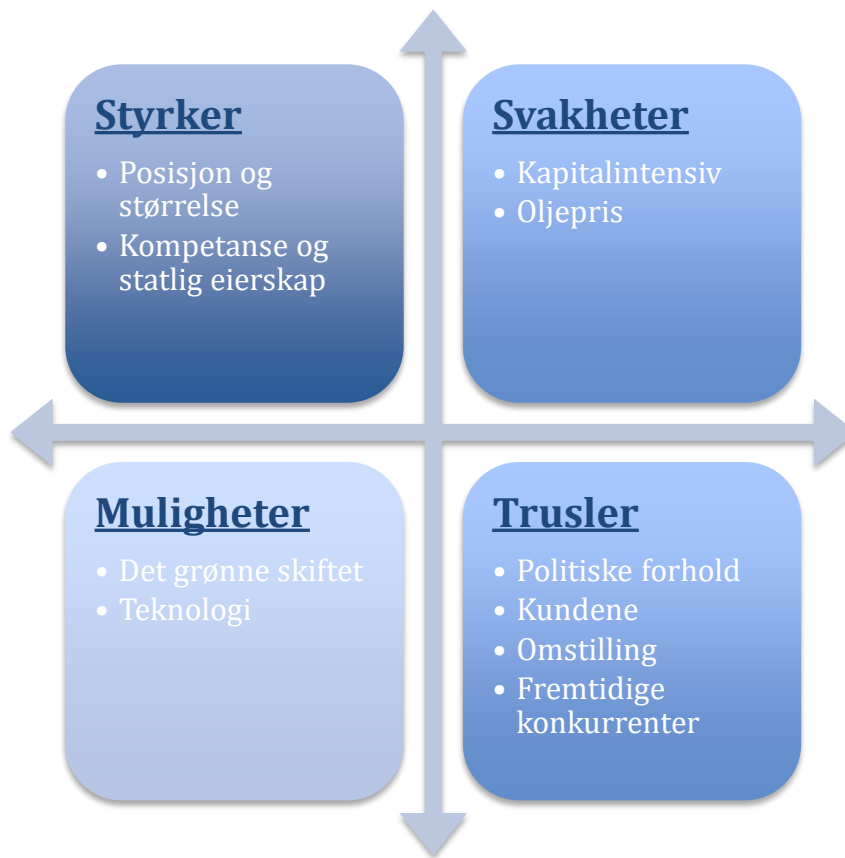 Styrker
• Posisjon og
størrelse
• Kompetanse og
statlig eierskap
Svakheter
• Kapitalintensiv
• Oljepris
Muligheter
• Det grønne skiftet
• Teknologi
Trusler
• Politiske forhold
• Kundene
• Omstilling
• Fremtidige
konkurrenter